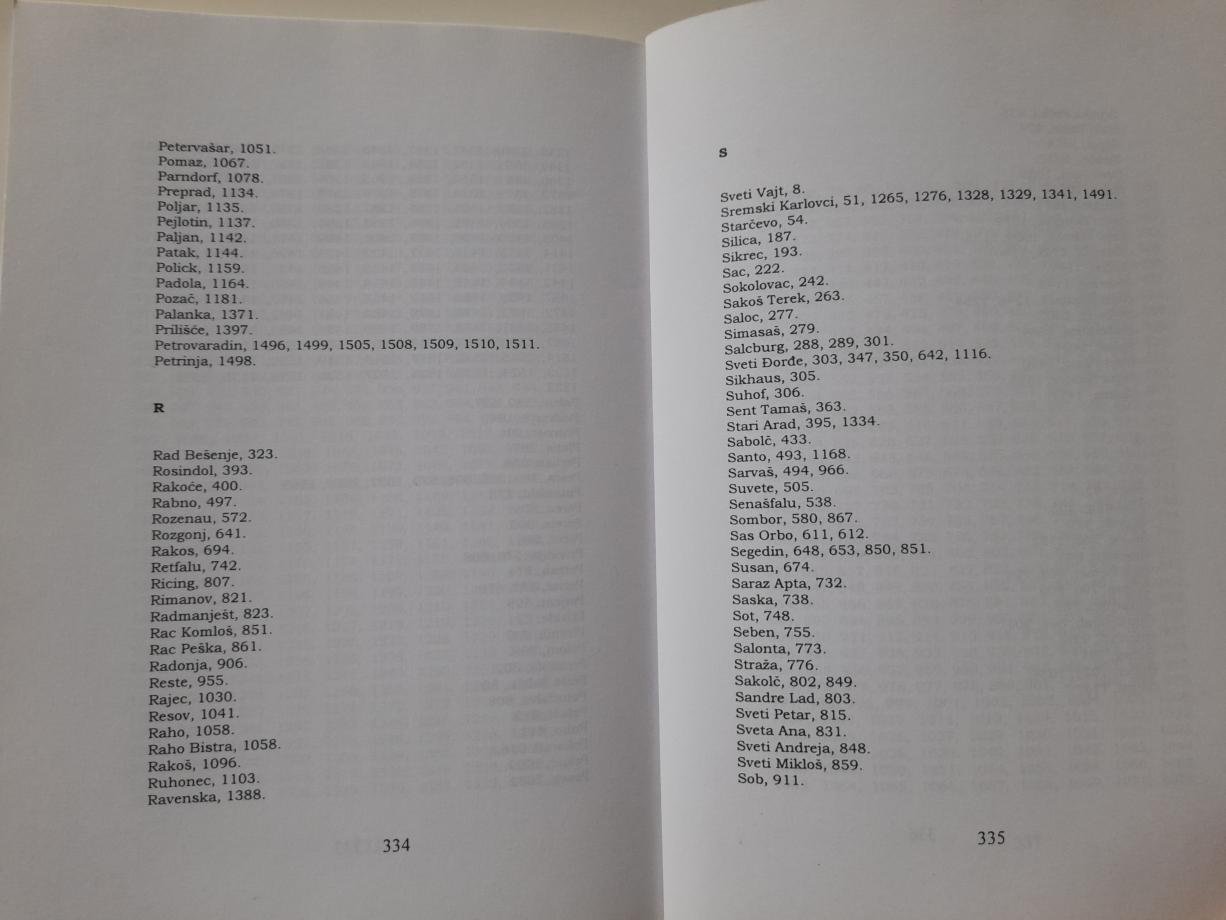 Petervašar, 1051.
Pomaz, 1067.
Parndorf, 1078.
Preprad, 1134.
Poljar, 1135.
Pejlotin, 1137.
Paljan, 1142.
Patak, 1144.
Polick, 1159.
Padola, 1164.
Pozač, 1181.
Palanka, 1371.
Prilišće, 1397.
Petrovaradin, 1496, 1499, 1505, 1508, 1509, 1510, 1511.
Petrinja, 1498.
R
Rad Bešenje, 323.
Rosindol, 393.
Rakoće, 400.
Rabno, 497.
Rozenau, 572.
Rozgonj, 641.
Rakos, 694.
Retfalu, 742.
Ricing, 807.
Rimanov, 821.
Radmanješt, 823.
Rac Komloš, 851.
Rac Peška, 861.
Radonja, 906.
Reste, 955.
Rajec, 1030.
Resov, 1041.
Raho, 1058.
Raho Bistra, 1058.
Rakoš, 1096.
Ruhonec, 1103.
Ravenska, 1388.
334
S
Sveti Vajt, 8.
Sremski Karlovci, 51, 1265, 1276, 1328, 1329, 1341, 1491.
Starčevo, 54.
Silica, 187.
Sikrec, 193.
Sac, 222.
Sokolovac, 242.
Sakoš Terek, 263.
Saloc, 277.
Simasaš, 279.
Salcburg, 288, 289, 301.
Sveti Đorđe, 303, 347, 350, 642, 1116.
Sikhaus, 305.
Suhof, 306.
Sent Tamaš, 363.
Stari Arad, 395, 1334.
Sabolč, 433.
Santo, 493, 1168.
Sarvaš, 494, 966.
Suvete, 505.
Senašfalu, 538.
Sombor, 580, 867.
Sas Orbo, 611, 612.
Segedin, 648, 653, 850, 851.
Susan, 674.
Saraz Apta, 732.
Saska, 738.
Sot, 748.
Seben, 755.
Salonta, 773.
Straža, 776.
Sakolč, 802, 849.
Sandre Lad, 803.
Sveti Petar, 815.
Sveta Ana, 831.
Sveti Andreja, 848.
Sveti Mikloš, 859.
Sob, 911.
335